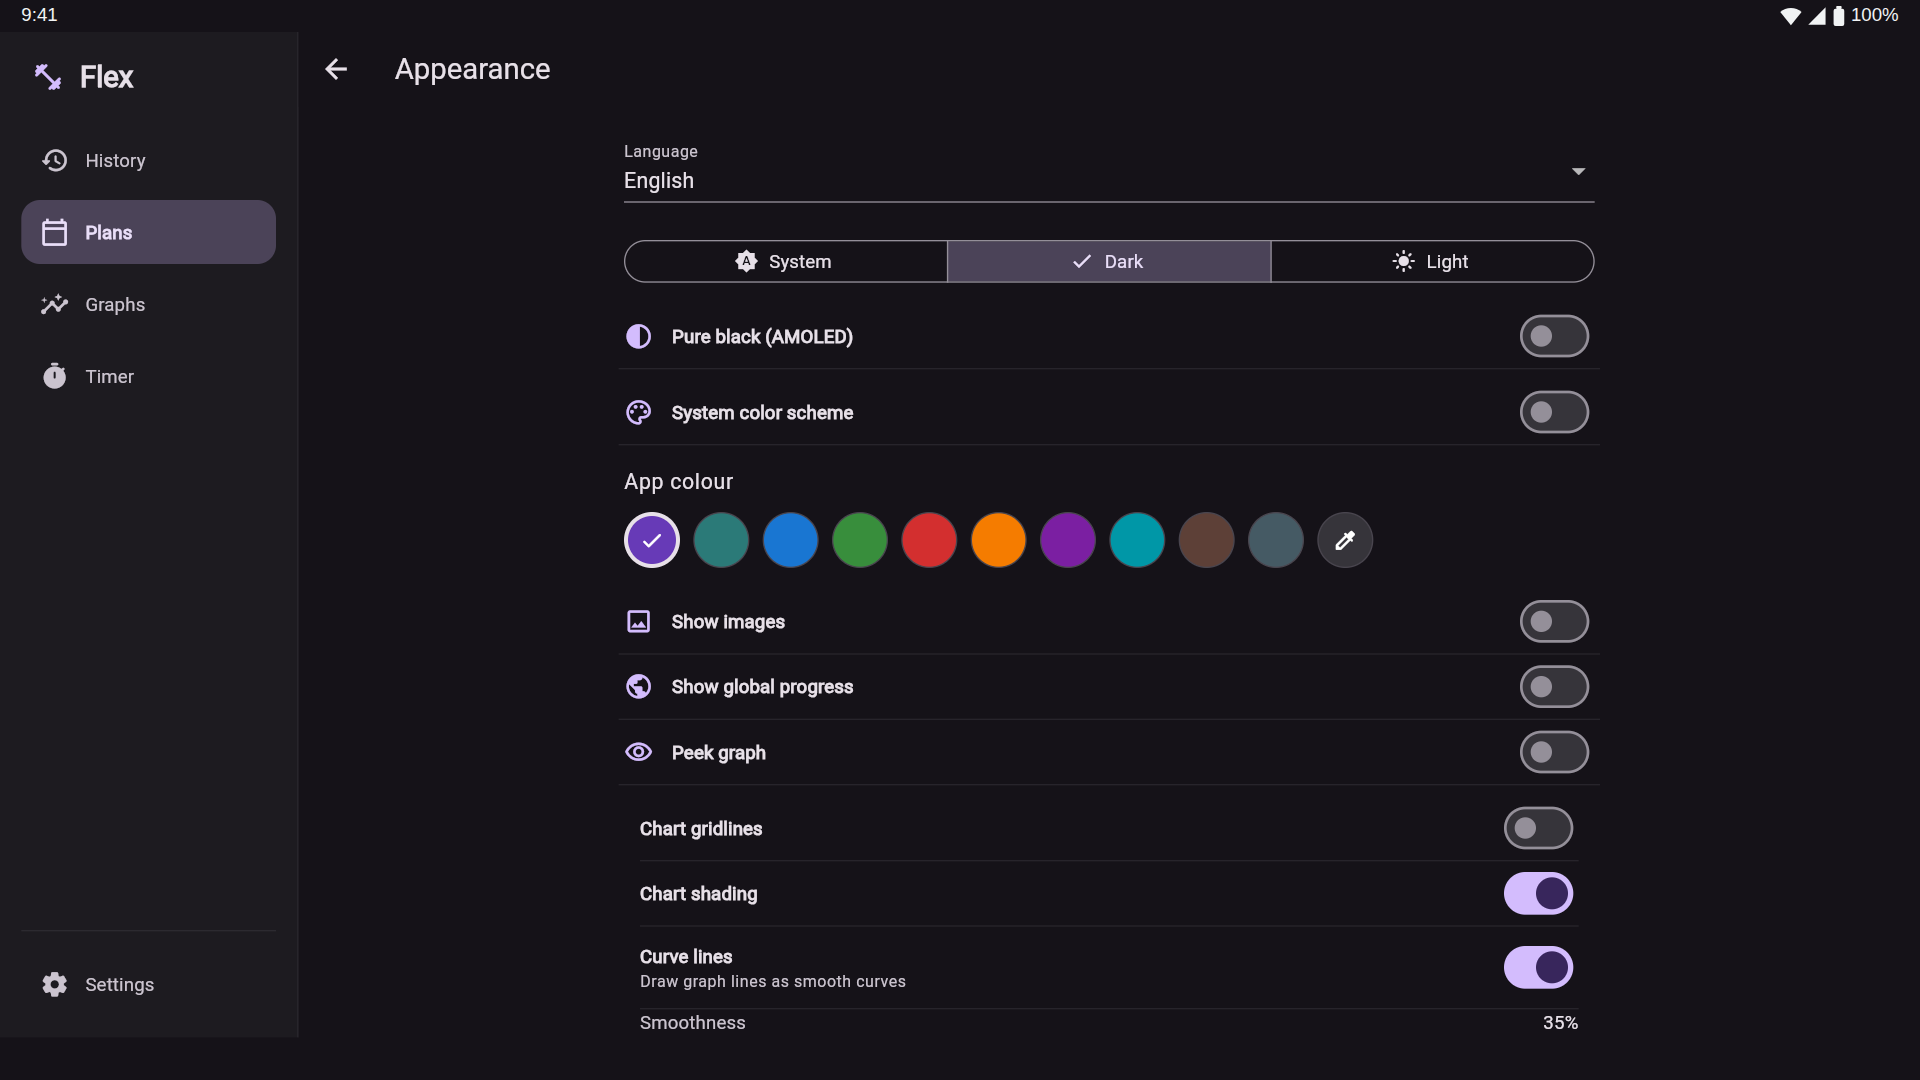 9:41
100%
Flex
History
Plans
Graphs
Timer
Settings
Appearance
Language
English
System
Dark
Light
Pure black (AMOLED)
System color scheme
App colour
Show images
Show global progress
Peek graph
Chart gridlines
Chart shading
Curve lines
Draw graph lines as smooth curves
Smoothness
35%